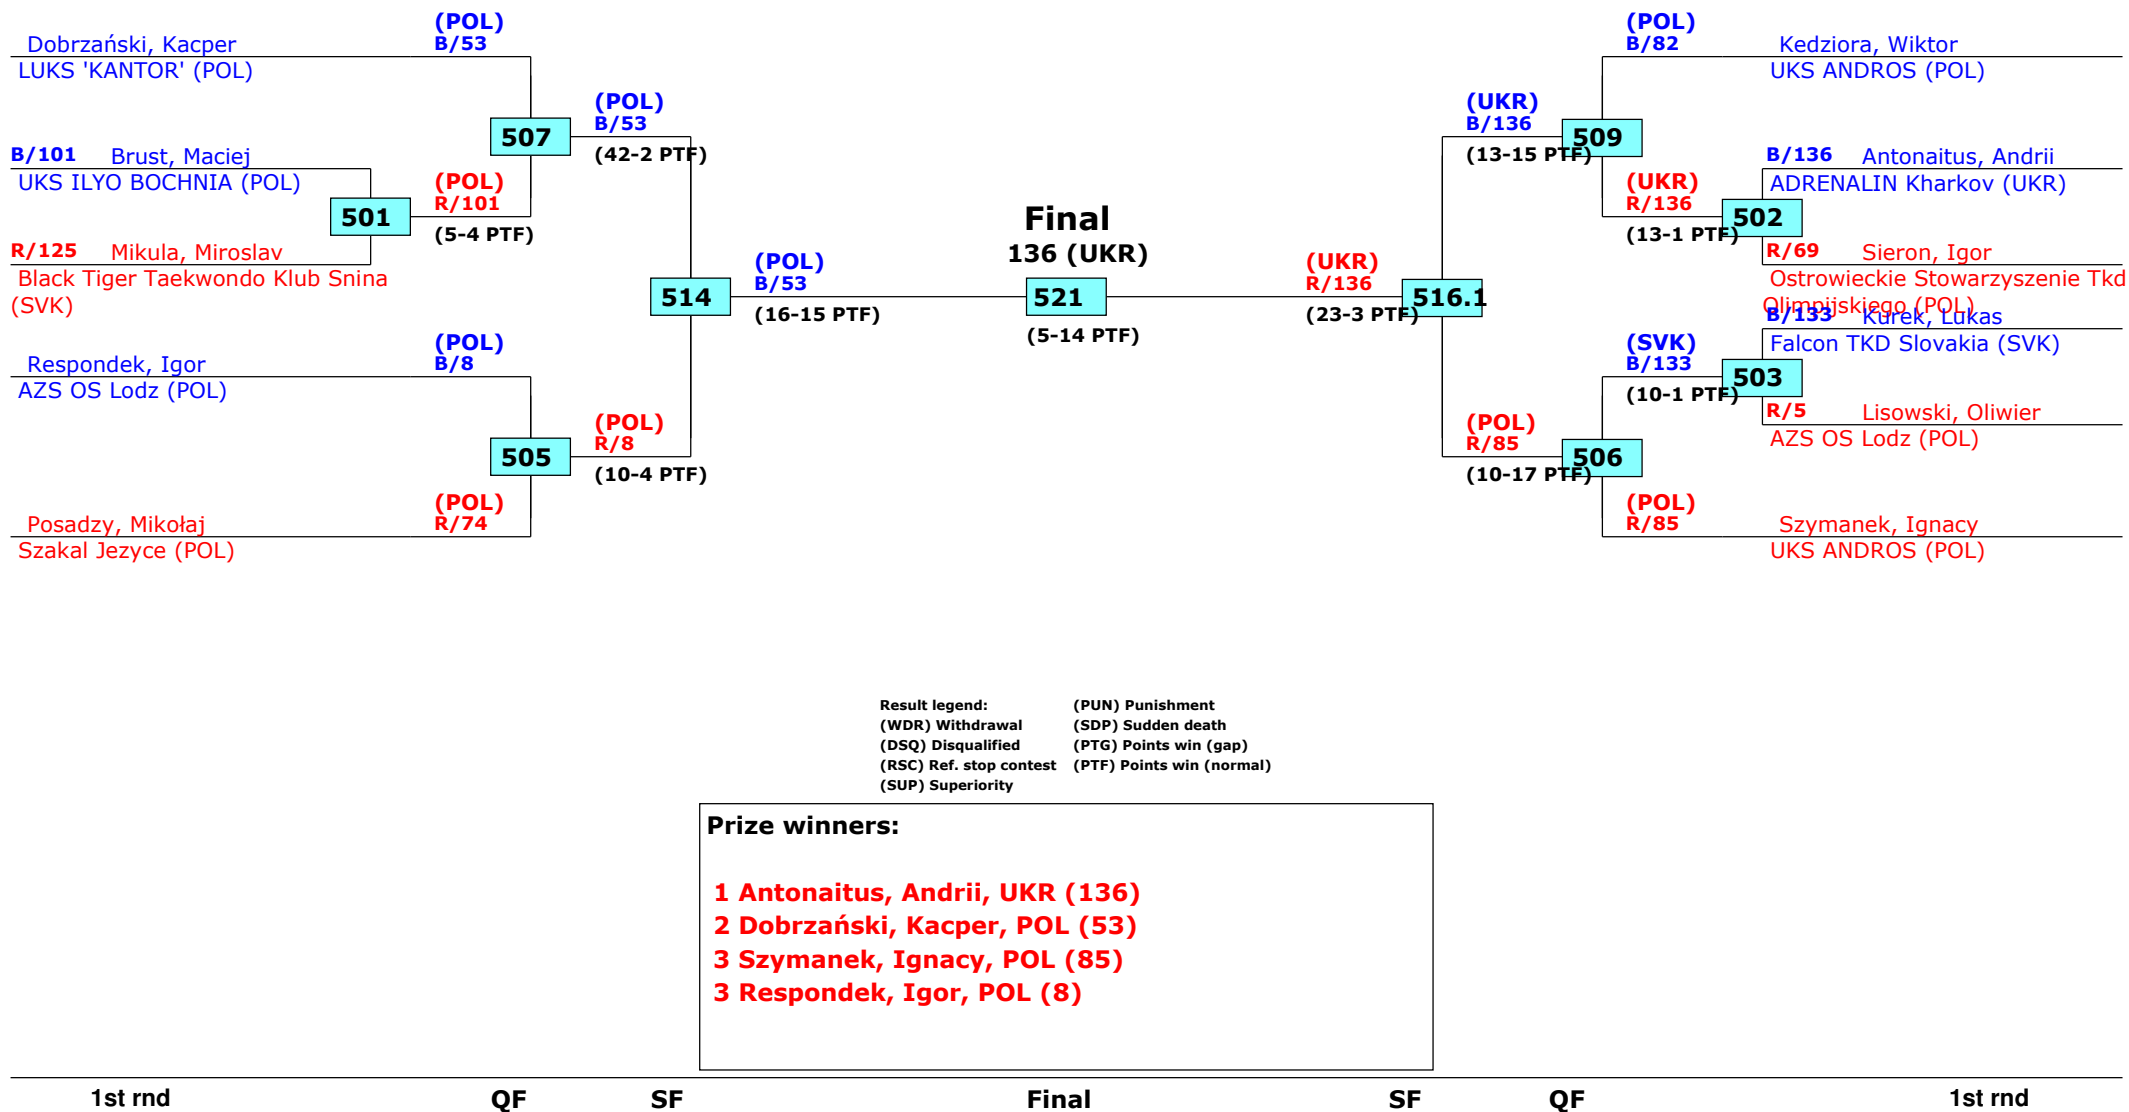 (POL)
B/53
Dobrzański, Kacper
LUKS 'KANTOR' (POL)
507
(POL)
B/53
(42-2 PTF)
B/101 Brust, Maciej
UKS ILYO BOCHNIA (POL)
501
(POL)
R/101
(5-4 PTF)
R/125 Mikula, Miroslav
Black Tiger Taekwondo Klub Snina
(SVK)
514
(POL)
B/53
(16-15 PTF)
(POL)
B/8
Respondek, Igor
AZS OS Lodz (POL)
505
(POL)
R/8
(10-4 PTF)
(POL)
R/74
Posadzy, Mikołaj
Szakal Jezyce (POL)
Final
136 (UKR)
521
(5-14 PTF)
(UKR)
R/136
(23-3 PTF)
516.1
(POL)
B/82
Kedziora, Wiktor
UKS ANDROS (POL)
(UKR)
B/136
(13-15 PTF)
509
B/136 Antonaitus, Andrii
ADRENALIN Kharkov (UKR)
(UKR)
R/136
(13-1 PTF)
502
R/69 Sieron, Igor
Ostrowieckie Stowarzyszenie Tkd
Olimpijskiego (POL)
B/133 Kurek, Lukas
Falcon TKD Slovakia (SVK)
(SVK)
B/133
(10-1 PTF)
503
R/5 Lisowski, Oliwier
AZS OS Lodz (POL)
(POL)
R/85
(10-17 PTF)
506
(POL)
R/85
Szymanek, Ignacy
UKS ANDROS (POL)
Result legend: (PUN) Punishment
(WDR) Withdrawal (SDP) Sudden death
(DSQ) Disqualified (PTG) Points win (gap)
(RSC) Ref. stop contest (PTF) Points win (normal)
(SUP) Superiority
Prize winners:
1 Antonaitus, Andrii, UKR (136)
2 Dobrzański, Kacper, POL (53)
3 Szymanek, Ignacy, POL (85)
3 Respondek, Igor, POL (8)
1st rnd QF SF Final SF QF 1st rnd